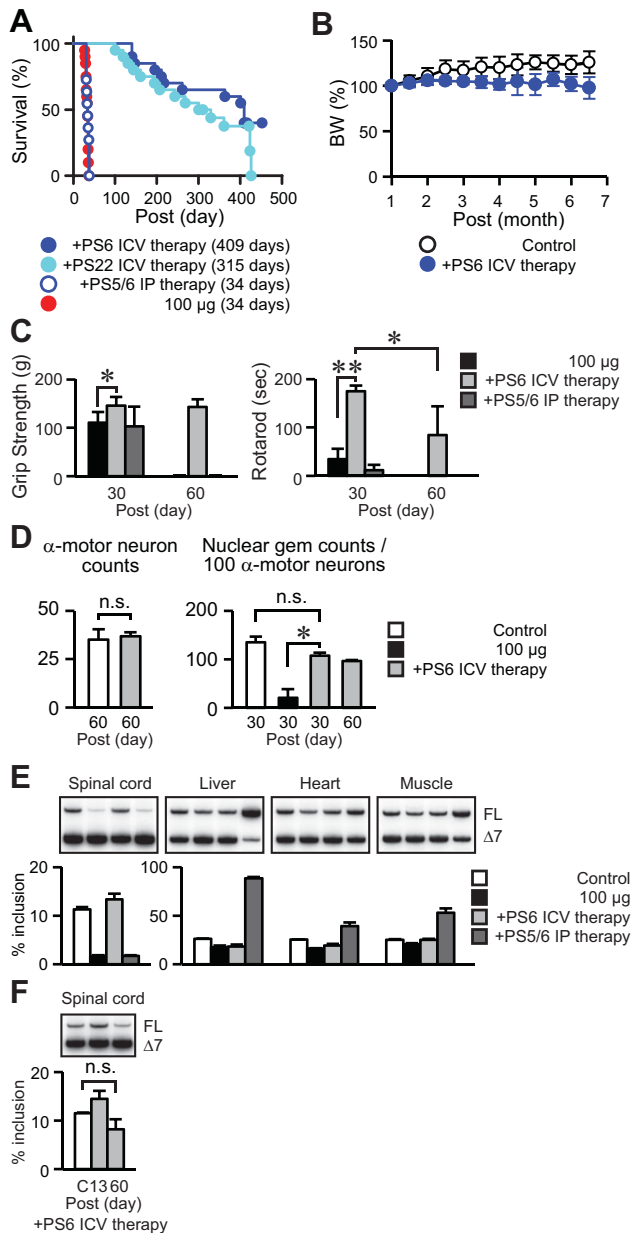 A
Survival (%)
100
50
0
0 100 200 300 400 500
Post (day)
+PS6 ICV therapy (409 days)
+PS22 ICV therapy (315 days)
+PS5/6 IP therapy (34 days)
100 µg (34 days)
B
BW (%)
150
100
50
0
1 2 3 4 5 6 7
Post (month)
Control
+PS6 ICV therapy
C
Grip Strength (g)
200
100
0
*
30 60
Post (day)
Rotarod (sec)
200
100
0
**
*
30 60
Post (day)
100 µg
+PS6 ICV therapy
+PS5/6 IP therapy
D
α-motor neuron
counts
50
25
0
n.s.
60 60
Post (day)
Nuclear gem counts /
100 α-motor neurons
200
100
0
n.s.
*
30 30 30 60
Post (day)
Control
100 µg
+PS6 ICV therapy
E
Spinal cord Liver Heart Muscle
FL
Δ7
% inclusion
20
10
0
100
50
0
Control
100 µg
+PS6 ICV therapy
+PS5/6 IP therapy
F
Spinal cord
FL
Δ7
% inclusion
20
10
0
n.s.
C 13 60
Post (day)
+PS6 ICV therapy